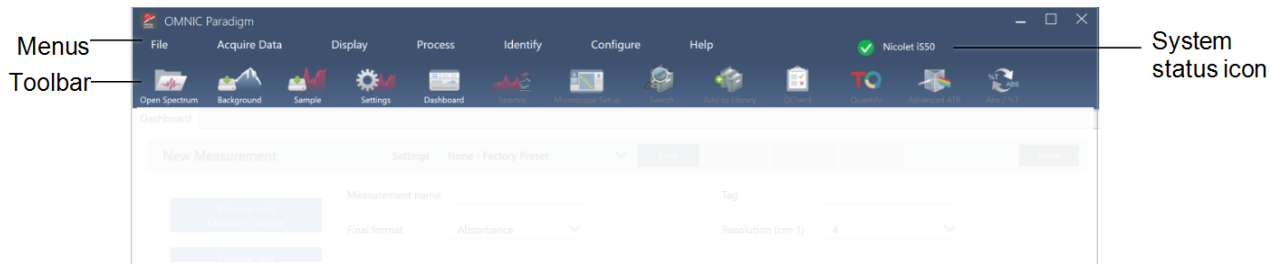 OMNIC Paradigm
Menus
File Acquire Data Display Process Identify Configure Help Nicolet iS50
System
status icon
Toolbar
Open Spectrum Background Sample Settings Dashboard Spectra Microscope Setup Search Add to Library QCheck Quantify Advanced ATR Abs / %T
Dashboard
New Measurement Settings None - Factory Preset New More
Measurement name Tag
Final format Absorbance Resolution (cm-1) 4